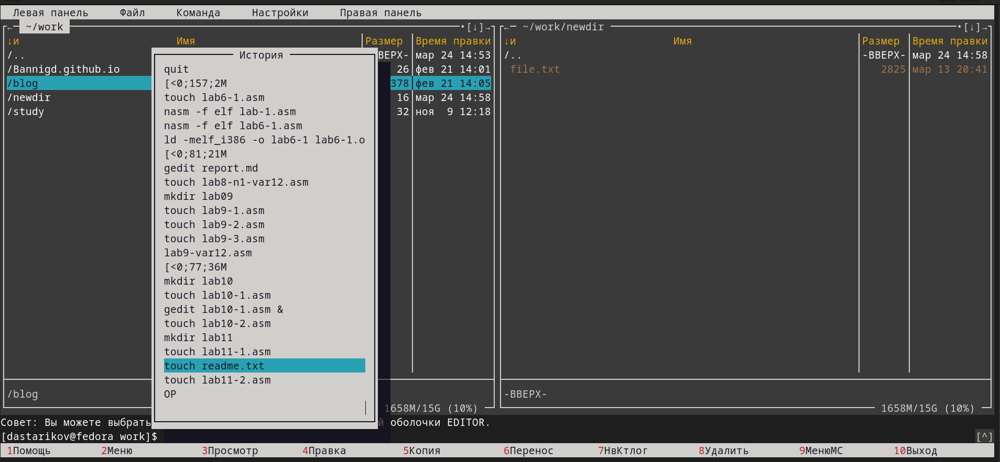 Левая панель Файл Команда Настройки Правая панель
← ~/work •[↓]→
↓и Имя Размер Время правки
/.. ВЕРХ- мар 24 14:53
/Bannigd.github.io 26 фев 21 14:01
/blog 378 фев 21 14:05
/newdir 16 мар 24 14:58
/study 32 ноя 9 12:18
/blog
1658M/15G (10%)
История
quit
[<0;157;2M
touch lab6-1.asm
nasm -f elf lab-1.asm
nasm -f elf lab6-1.asm
ld -melf_i386 -o lab6-1 lab6-1.o
[<0;81;21M
gedit report.md
touch lab8-n1-var12.asm
mkdir lab09
touch lab9-1.asm
touch lab9-2.asm
touch lab9-3.asm
lab9-var12.asm
[<0;77;36M
mkdir lab10
touch lab10-1.asm
gedit lab10-1.asm &
touch lab10-2.asm
mkdir lab11
touch lab11-1.asm
touch readme.txt
touch lab11-2.asm
OP
← ~/work/newdir •[↓]→
↓и Имя Размер Время правки
/.. -ВВЕРХ- мар 24 14:58
file.txt 2825 мар 13 20:41
-ВВЕРХ-
1658M/15G (10%)
Совет: Вы можете выбрать й оболочки EDITOR.
[dastarikov@fedora work]$ [^]
1Помощь 2Меню 3Просмотр 4Правка 5Копия 6Перенос 7НвКтлог 8Удалить 9МенюМС 10Выход